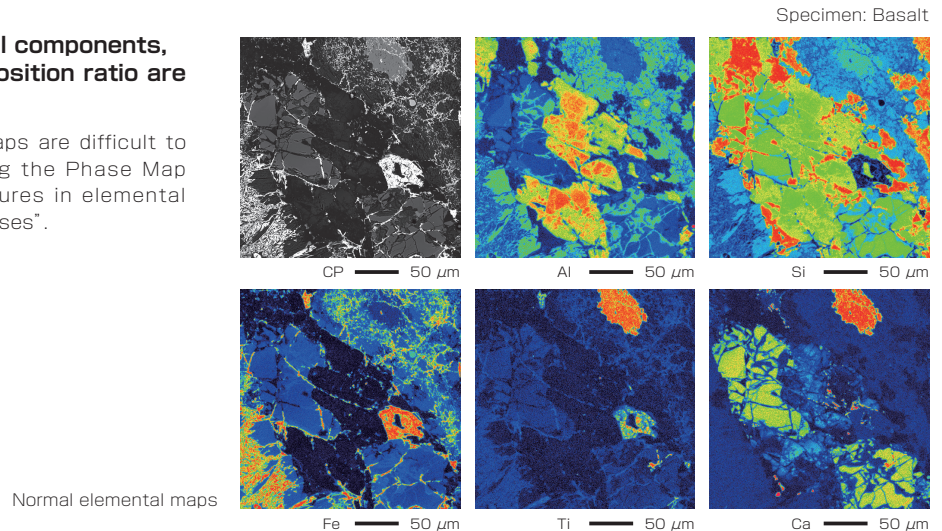 Specimen: Basalt
l components,
osition ratio are
aps are difficult to
g the Phase Map
ures in elemental
ses”.
CP 50 μm
Al 50 μm
Si 50 μm
Normal elemental maps
Fe 50 μm
Ti 50 μm
Ca 50 μm